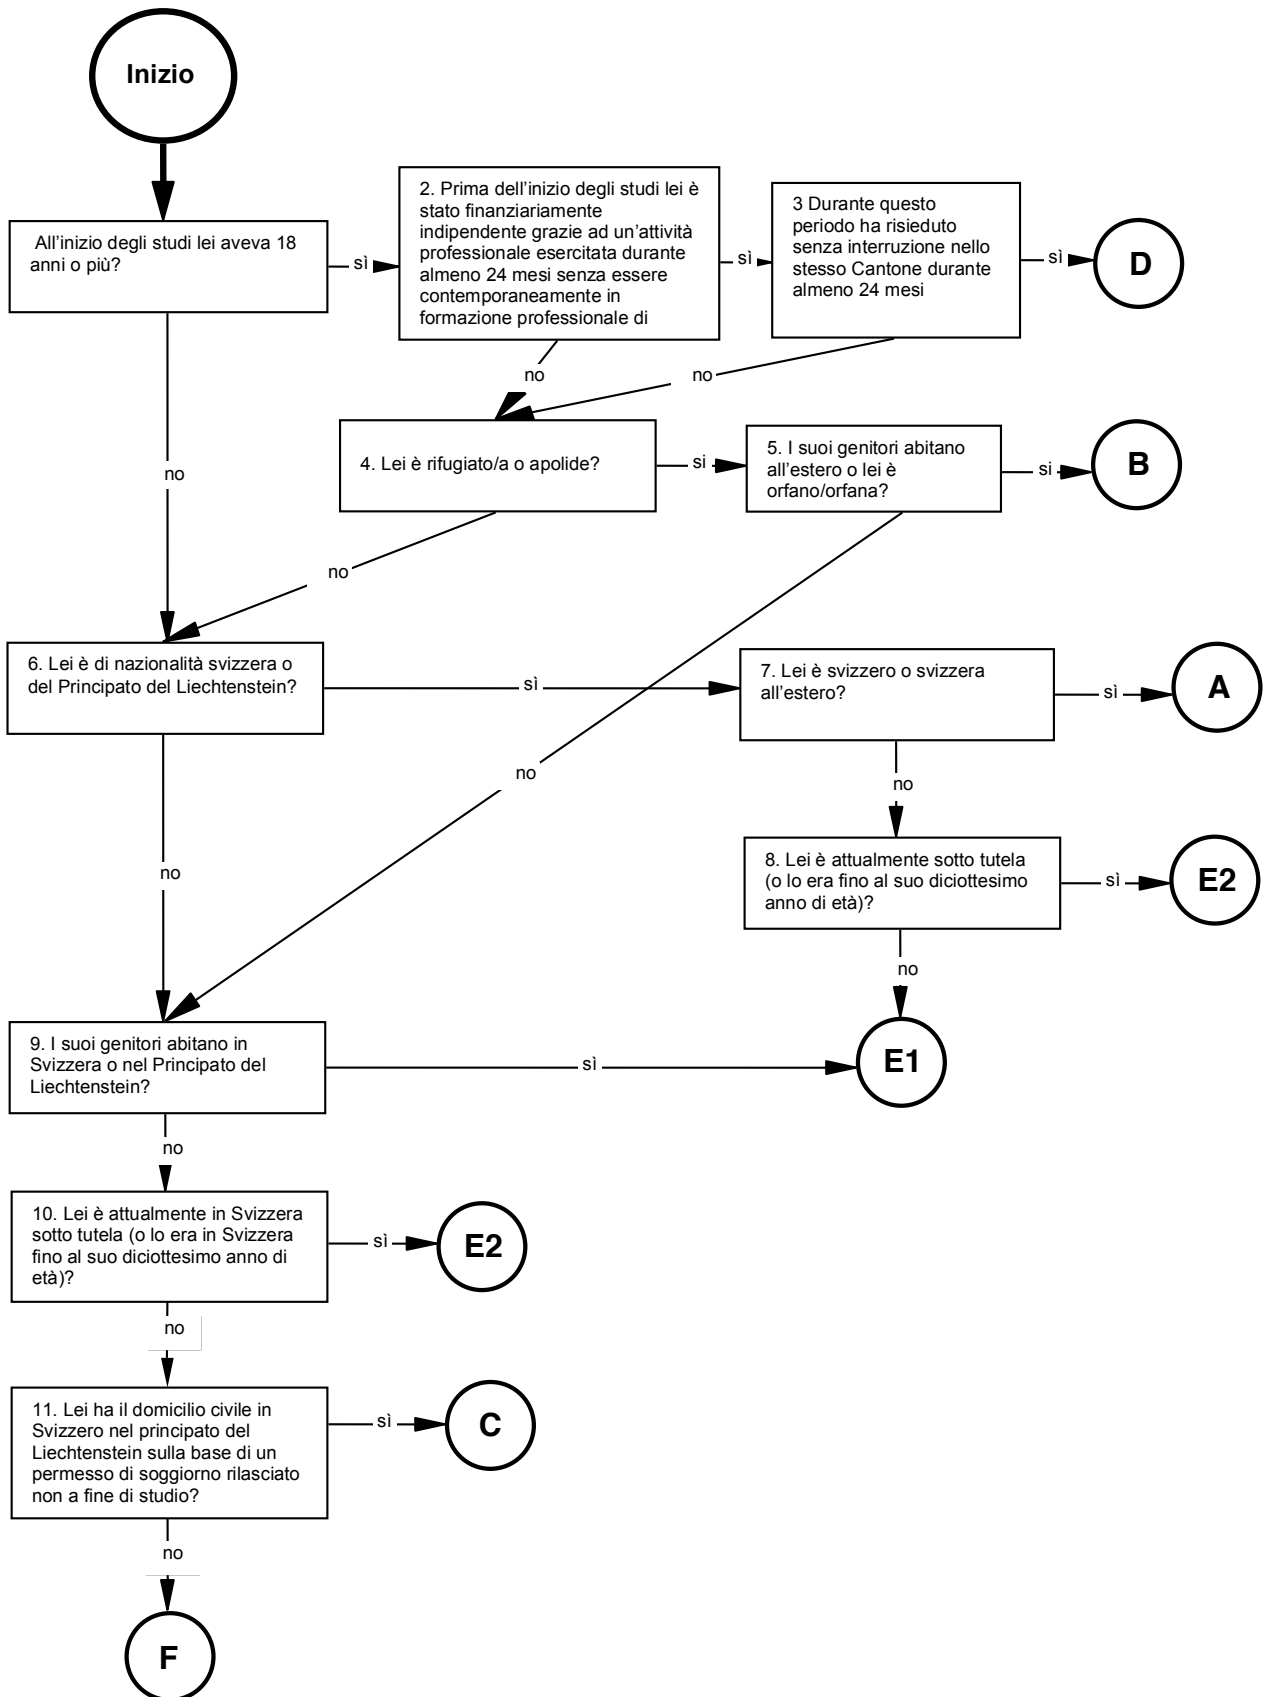 Inizio
All'inizio degli studi lei aveva 18
anni o più?
sì
2. Prima dell'inizio degli studi lei è
stato finanziariamente
indipendente grazie ad un'attività
professionale esercitata durante
almeno 24 mesi senza essere
contemporaneamente in
formazione professionale di
sì
3 Durante questo
periodo ha risieduto
senza interruzione nello
stesso Cantone durante
almeno 24 mesi
sì
D
no
no
no
4. Lei è rifugiato/a o apolide?
si
5. I suoi genitori abitano
all'estero o lei è
orfano/orfana?
si
B
no
6. Lei è di nazionalità svizzera o
del Principato del Liechtenstein?
sì
7. Lei è svizzero o svizzera
all'estero?
sì
A
no
no
no
8. Lei è attualmente sotto tutela
(o lo era fino al suo diciottesimo
anno di età)?
sì
E2
no
9. I suoi genitori abitano in
Svizzera o nel Principato del
Liechtenstein?
sì
E1
no
10. Lei è attualmente in Svizzera
sotto tutela (o lo era in Svizzera
fino al suo diciottesimo anno di
età)?
sì
E2
no
11. Lei ha il domicilio civile in
Svizzero nel principato del
Liechtenstein sulla base di un
permesso di soggiorno rilasciato
non a fine di studio?
sì
C
no
F